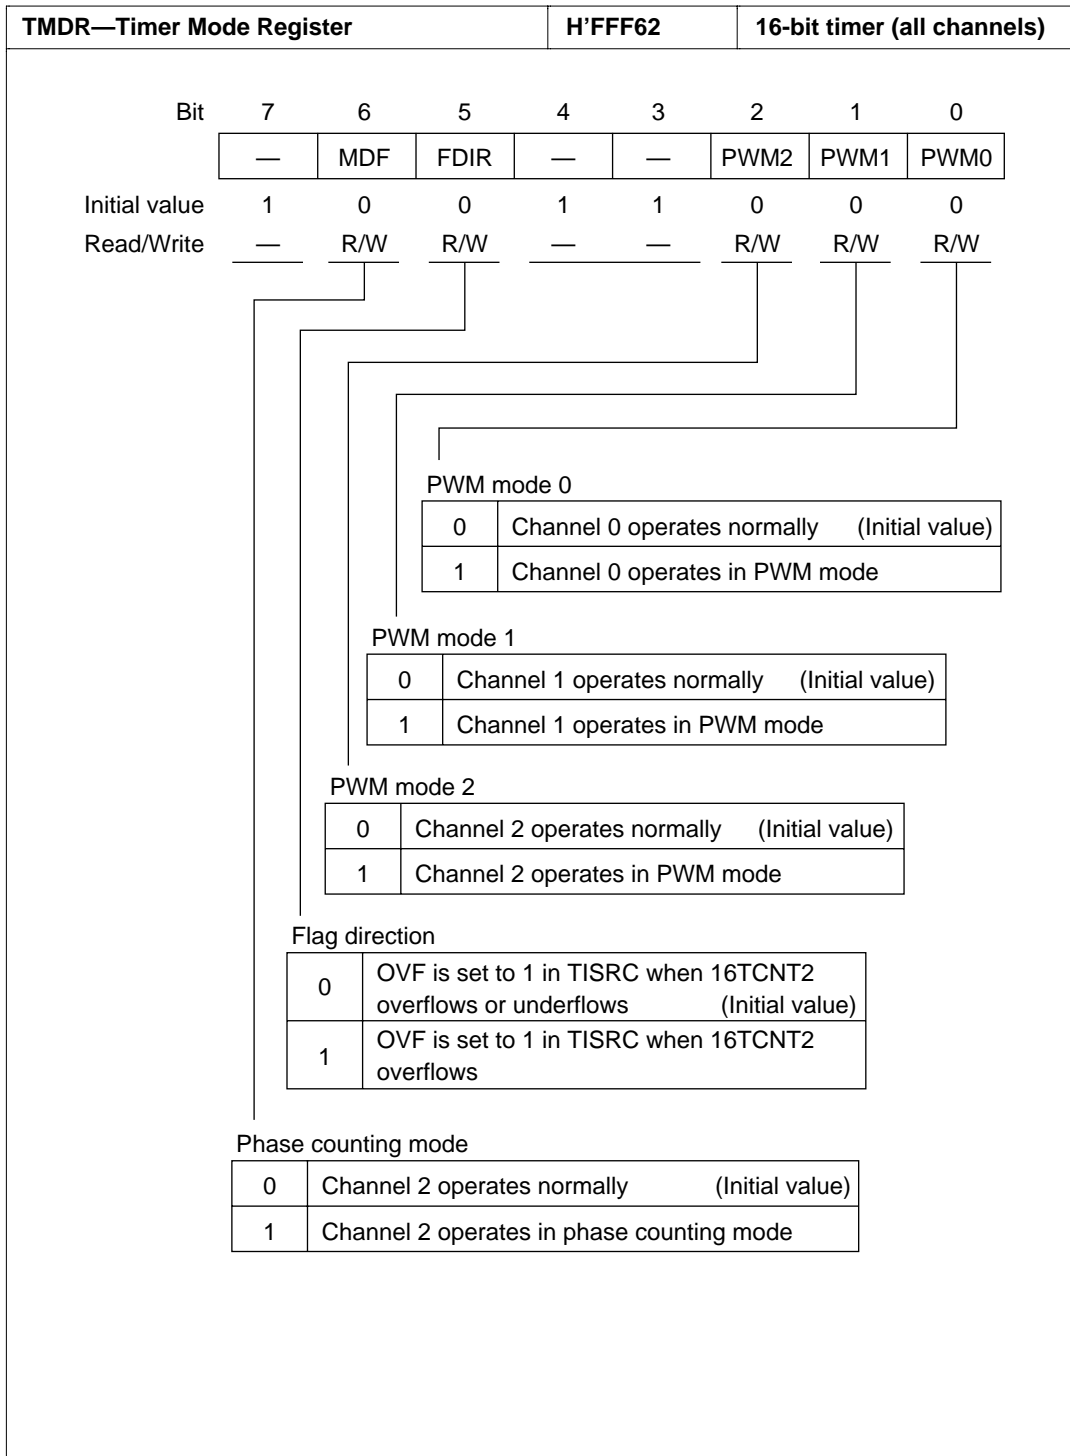 TMDR—Timer Mode Register H'FFF62 16-bit timer (all channels)
Bit 7 6 5 4 3 2 1 0
— MDF FDIR — — PWM2 PWM1 PWM0
Initial value 1 0 0 1 1 0 0 0
Read/Write — R/W R/W — — R/W R/W R/W
PWM mode 0
0 Channel 0 operates normally (Initial value)
1 Channel 0 operates in PWM mode
PWM mode 1
0 Channel 1 operates normally (Initial value)
1 Channel 1 operates in PWM mode
PWM mode 2
0 Channel 2 operates normally (Initial value)
1 Channel 2 operates in PWM mode
Flag direction
0 OVF is set to 1 in TISRC when 16TCNT2
overflows or underflows (Initial value)
1 OVF is set to 1 in TISRC when 16TCNT2
overflows
Phase counting mode
0 Channel 2 operates normally (Initial value)
1 Channel 2 operates in phase counting mode